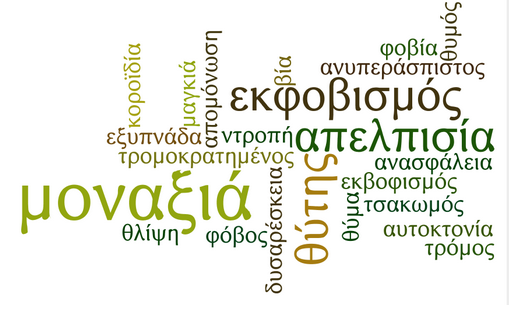 θυμός
φοβία
κοροϊδία
μαγκιά
απομόνωση
βία
ανυπεράσπιστος
εκφοβισμός
εξυπνάδα
ντροπή
απελπισία
τρομοκρατημένος
ανασφάλεια
μοναξιά
δυσαρέσκεια
θύτης
εκβοφισμός
θύμα
τσακωμός
θλίψη
φόβος
αυτοκτονία
τρόμος